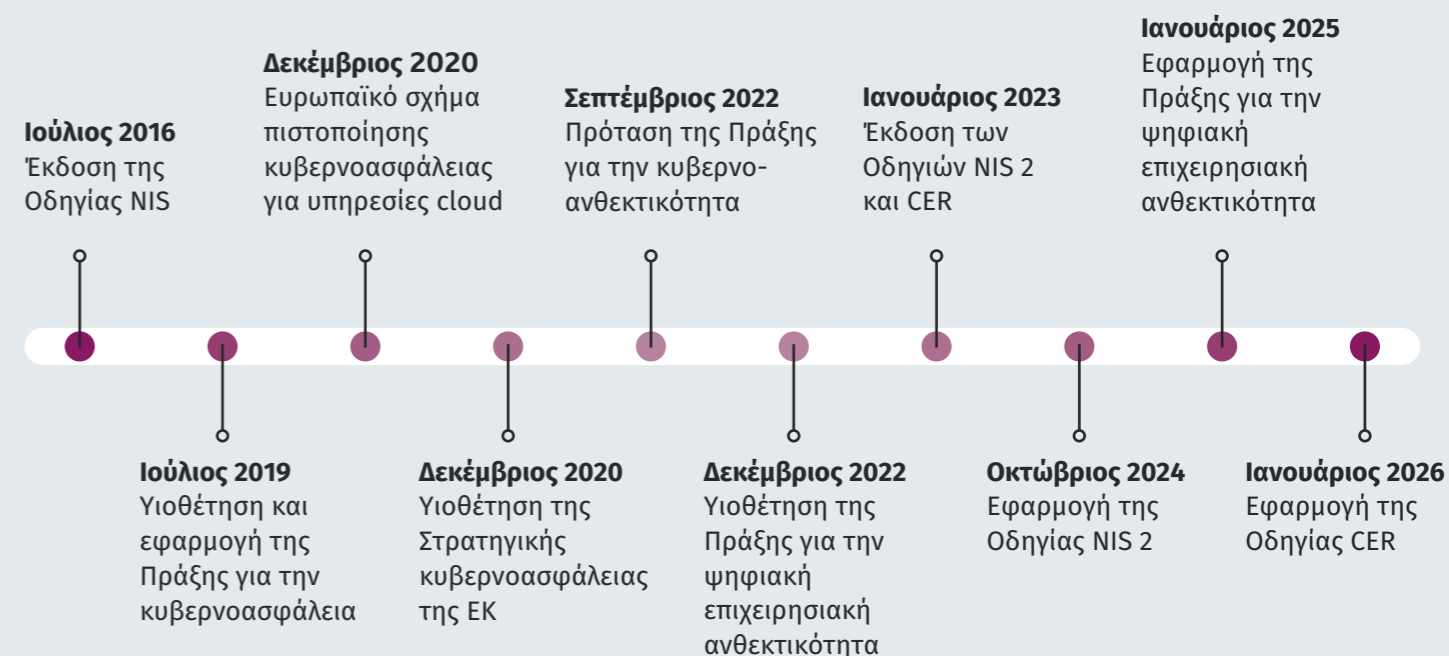 Ιούλιος 2016
Έκδοση της
Οδηγίας NIS
Δεκέμβριος 2020
Ευρωπαϊκό σχήμα
πιστοποίησης
κυβερνοασφάλειας
για υπηρεσίες cloud
Σεπτέμβριος 2022
Πρόταση της Πράξης
για την κυβερνο-
ανθεκτικότητα
Ιανουάριος 2023
Έκδοση των
Οδηγιών NIS 2
και CER
Ιανουάριος 2025
Εφαρμογή της
Πράξης για την
ψηφιακή
επιχειρησιακή
ανθεκτικότητα
Ιούλιος 2019
Υιοθέτηση και
εφαρμογή της
Πράξης για την
κυβερνοασφάλεια
Δεκέμβριος 2020
Υιοθέτηση της
Στρατηγικής
κυβερνοασφάλειας
της ΕΚ
Δεκέμβριος 2022
Υιοθέτηση της
Πράξης για την
ψηφιακή
επιχειρησιακή
ανθεκτικότητα
Οκτώβριος 2024
Εφαρμογή της
Οδηγίας NIS 2
Ιανουάριος 2026
Εφαρμογή της
Οδηγίας CER